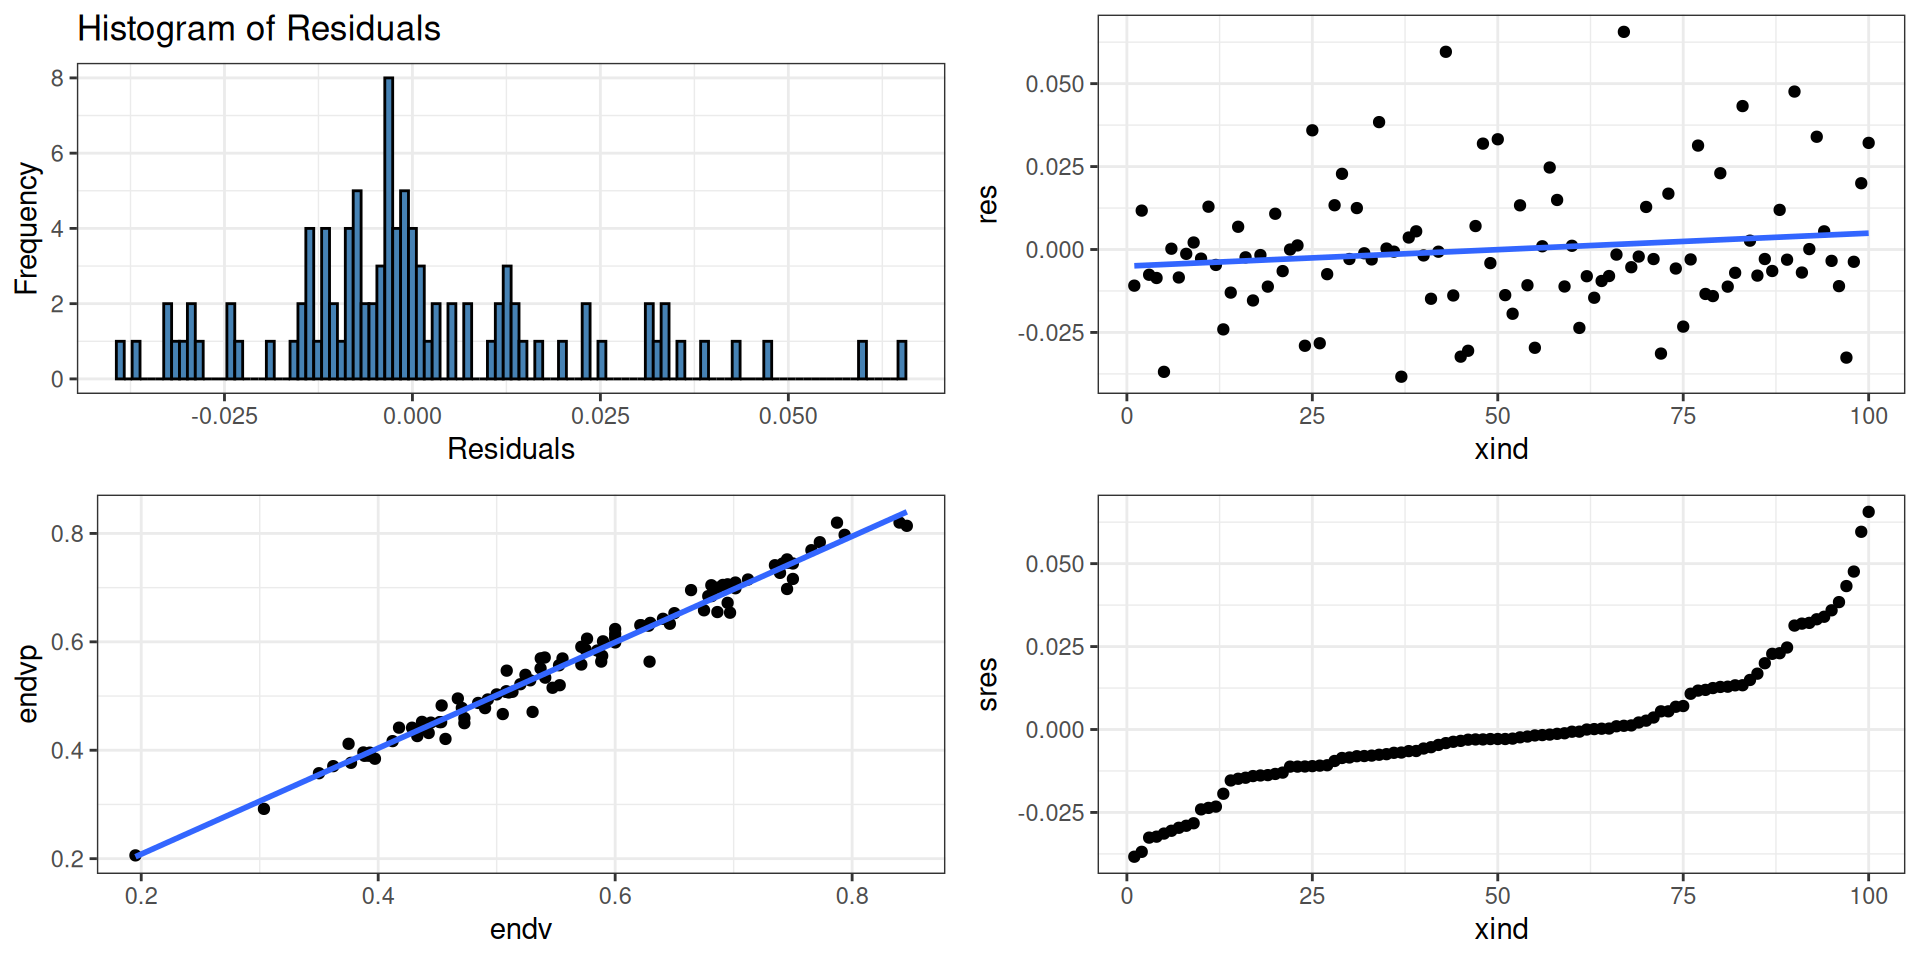 Histogram of Residuals
8
6
4
2
0
Frequency
-0.025 0.000 0.025 0.050
Residuals
0.050
0.025
0.000
-0.025
res
0 25 50 75 100
xind
0.8
0.6
0.4
0.2
endvp
0.2 0.4 0.6 0.8
endv
0.050
0.025
0.000
-0.025
sres
0 25 50 75 100
xind